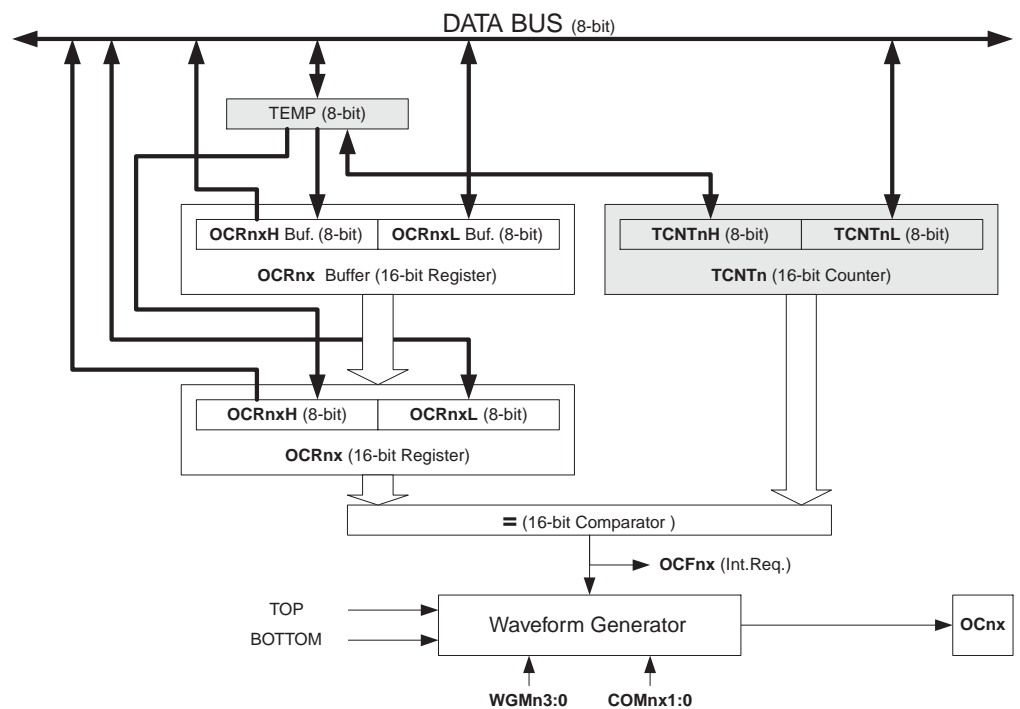 DATA BUS (8-bit)
TEMP (8-bit)
OCRnxH Buf. (8-bit) OCRnxL Buf. (8-bit)
OCRnx Buffer (16-bit Register)
TCNTnH (8-bit) TCNTnL (8-bit)
TCNTn (16-bit Counter)
OCRnxH (8-bit) OCRnxL (8-bit)
OCRnx (16-bit Register)
= (16-bit Comparator )
OCFnx (Int.Req.)
TOP
BOTTOM
Waveform Generator
OCnx
WGMn3:0 COMnx1:0